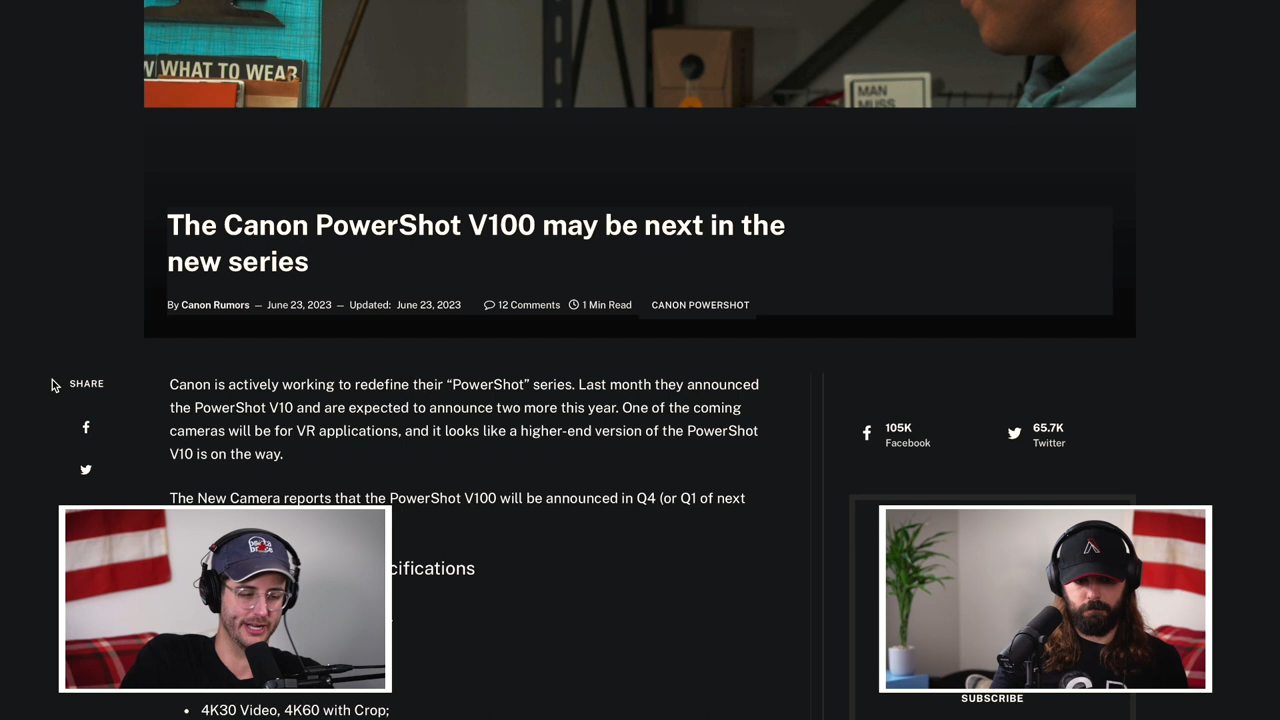 WHAT TO WEAR
MAN
MUSS
The Canon PowerShot V100 may be next in the
new series
By Canon Rumors — June 23, 2023 — Updated: June 23, 2023 12 Comments 1 Min Read CANON POWERSHOT
SHARE
Canon is actively working to redefine their “PowerShot” series. Last month they announced
the PowerShot V10 and are expected to announce two more this year. One of the coming
cameras will be for VR applications, and it looks like a higher-end version of the PowerShot
V10 is on the way.
The New Camera reports that the PowerShot V100 will be announced in Q4 (or Q1 of next
cifications
• 4K30 Video, 4K60 with Crop;
105K
Facebook
65.7K
Twitter
SUBSCRIBE